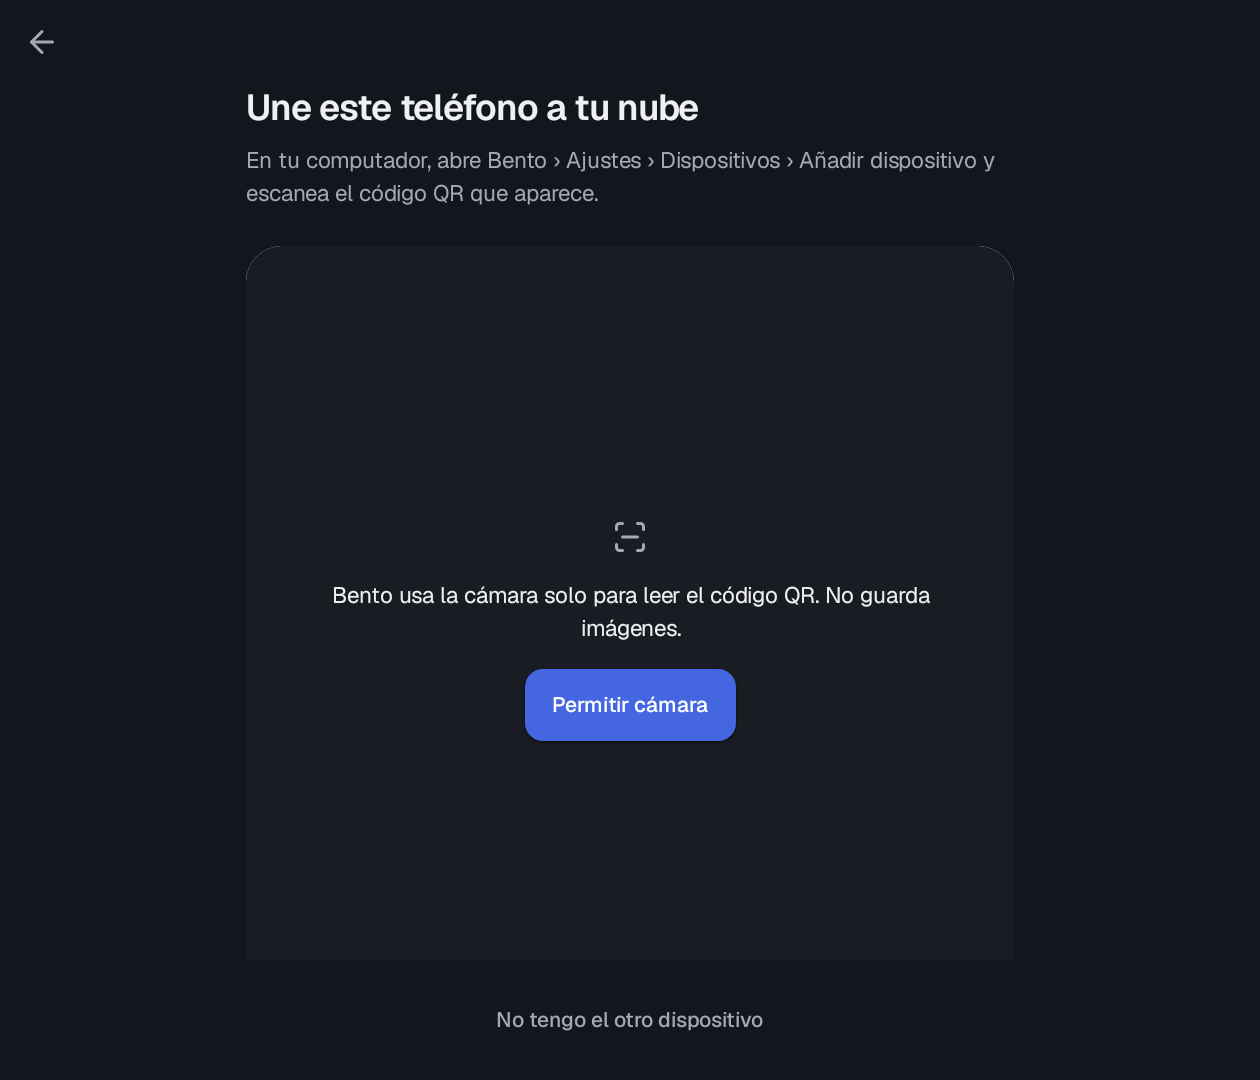 Une este teléfono a tu nube
En tu computador, abre Bento › Ajustes › Dispositivos › Añadir dispositivo y
escanea el código QR que aparece.
Bento usa la cámara solo para leer el código QR. No guarda
imágenes.
Permitir cámara
No tengo el otro dispositivo